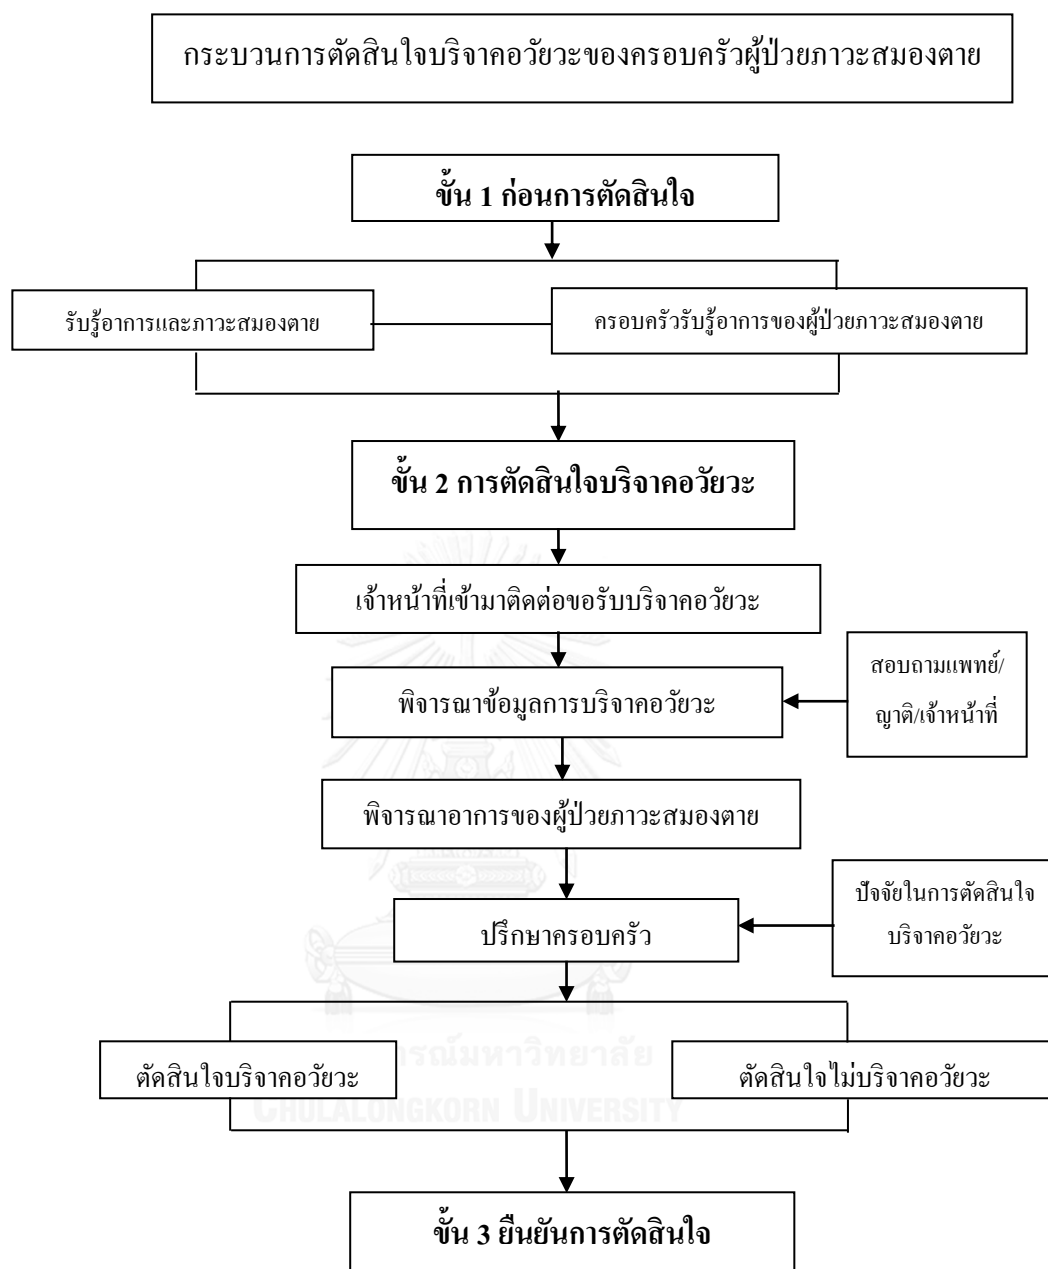 กระบวนการตัดสินใจบริจาคอวัยวะของครอบครัวผู้ป่วยภาวะสมองตาย
ขั้น 1 ก่อนการตัดสินใจ
รับรู้อาการและภาวะสมองตาย
ครอบครัวรับรู้อาการของผู้ป่วยภาวะสมองตาย
ขั้น 2 การตัดสินใจบริจาคอวัยวะ
เจ้าหน้าที่เข้ามาติดต่อขอรับบริจาคอวัยวะ
พิจารณาข้อมูลการบริจาคอวัยวะ
สอบถามแพทย์/
ญาติ/เจ้าหน้าที่
พิจารณาอาการของผู้ป่วยภาวะสมองตาย
ปรึกษาครอบครัว
ปัจจัยในการตัดสินใจ
บริจาคอวัยวะ
ตัดสินใจบริจาคอวัยวะ
ตัดสินใจไม่บริจาคอวัยวะ
รณ์มหาวิทยาลัย
CHULALONGKORN UNIVERSITY
ขั้น 3 ยืนยันการตัดสินใจ